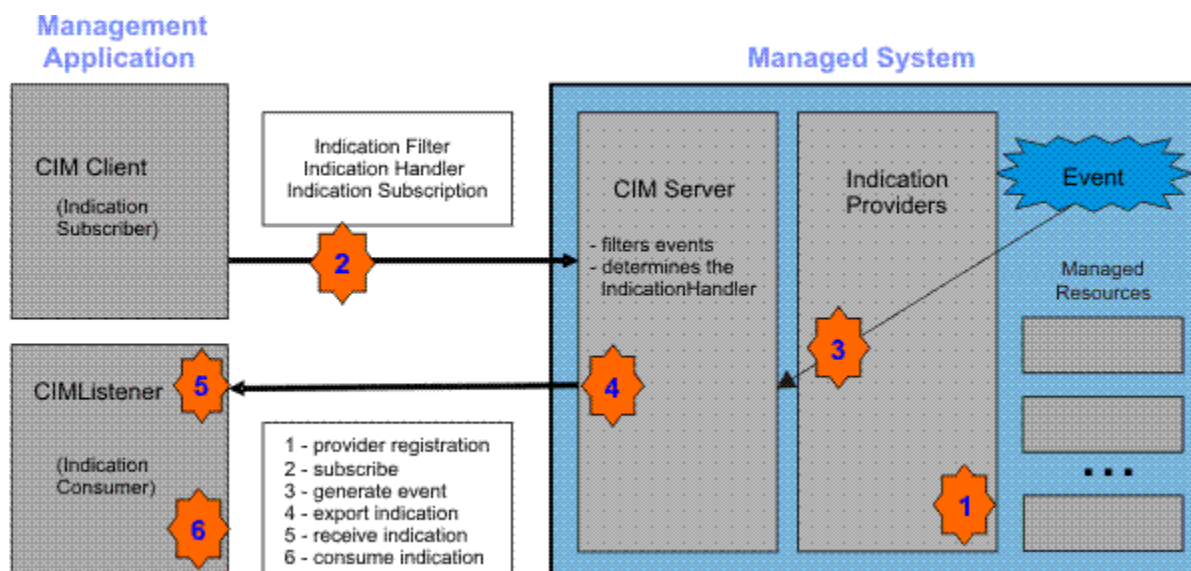 Management
Application
Managed System
CIM Client
(Indication
Subscriber)
Indication Filter
Indication Handler
Indication Subscription
2
CIM Server
- filters events
- determines the
IndicationHandler
Indication
Providers
Event
Managed
Resources
3
CIMListener
5
(Indication
Consumer)
6
4
1 - provider registration
2 - subscribe
3 - generate event
4 - export indication
5 - receive indication
6 - consume indication
1
...